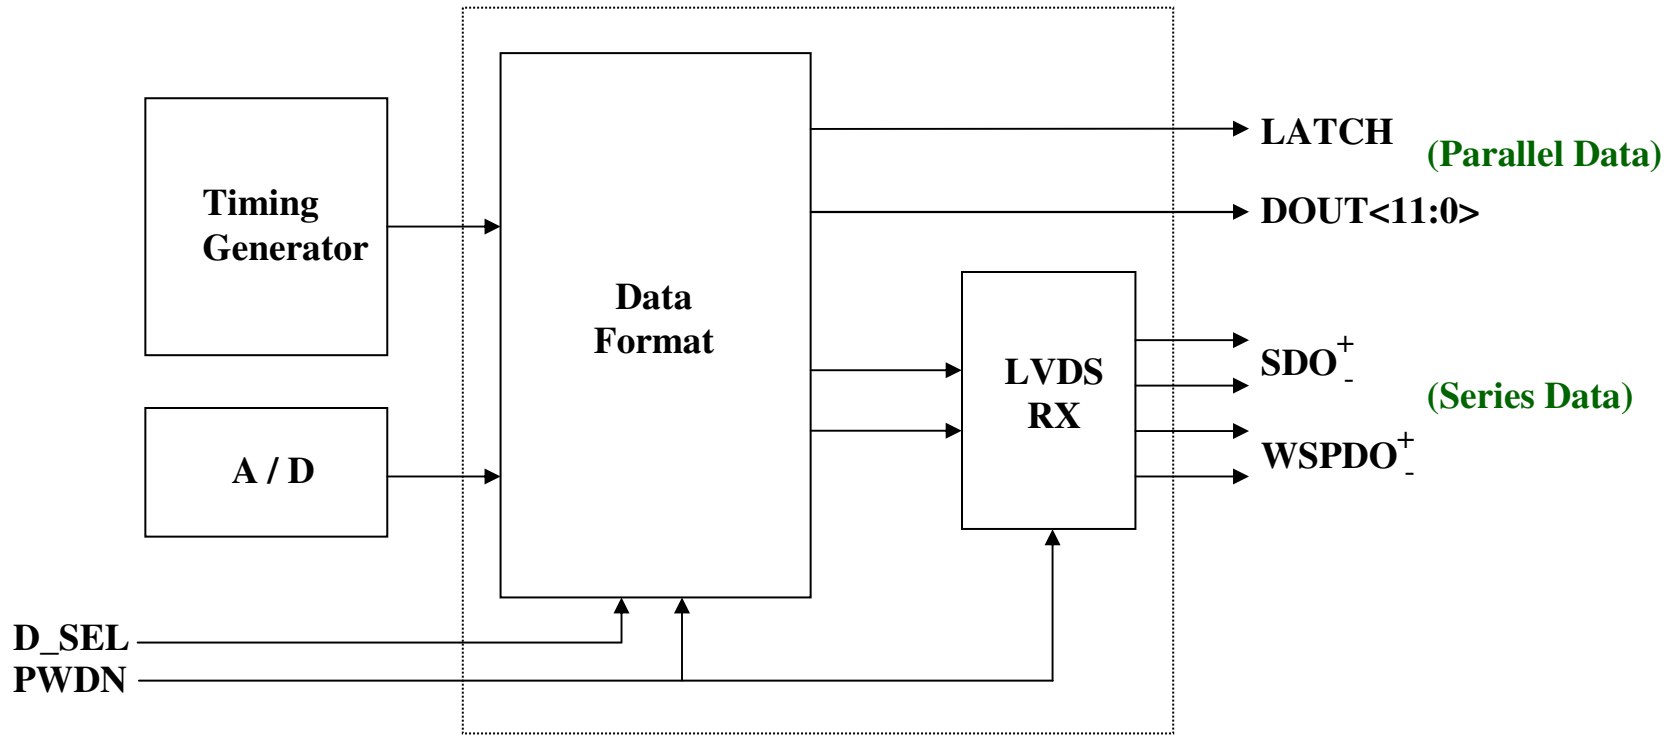 LATCH
(Parallel Data)
Timing
Generator
DOUT<11:0>
Data
Format
LVDS
RX
SDO+-
(Series Data)
WSPDO+-
A / D
D_SEL
PWDN